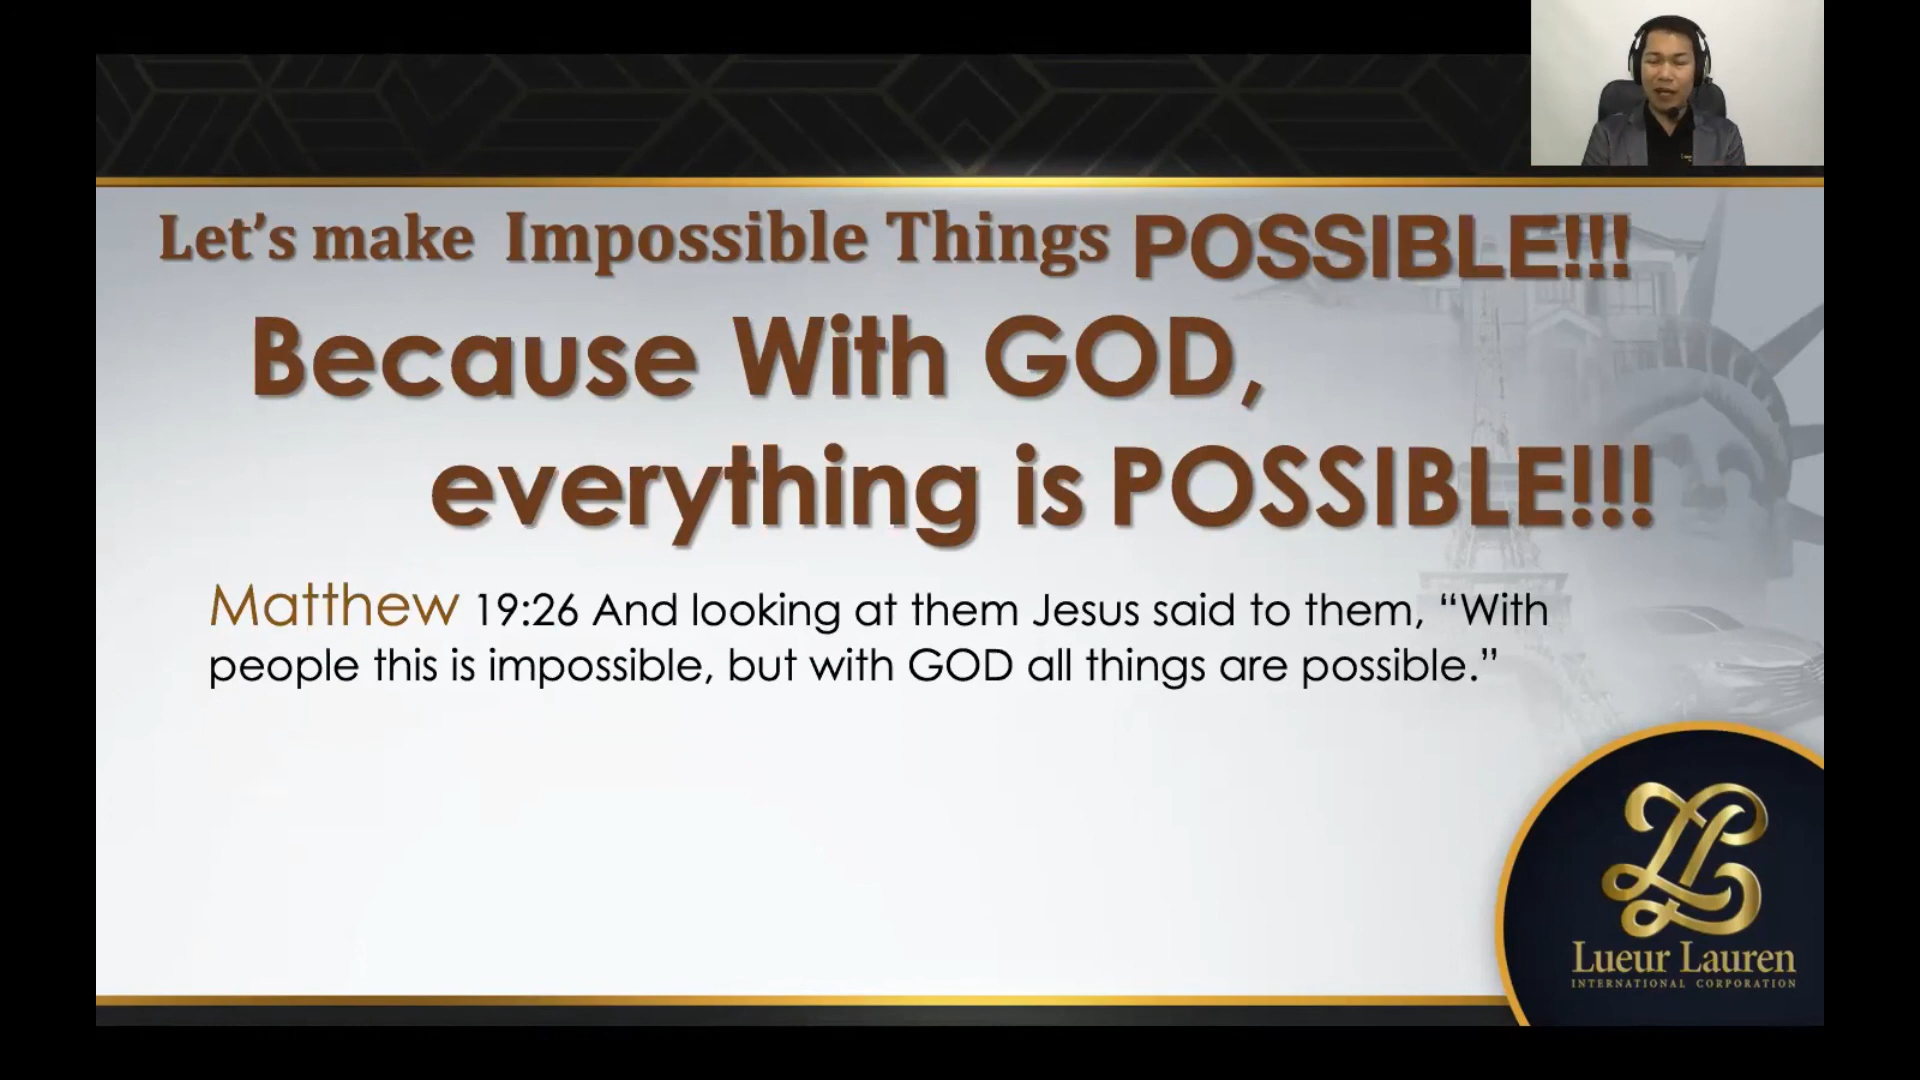 Let’s make Impossible Things POSSIBLE!!!
Because With GOD,
everything is POSSIBLE!!!
Matthew 19:26 And looking at them Jesus said to them, “With
people this is impossible, but with GOD all things are possible.”
Lueur Lauren
INTERNATIONAL CORPORATION